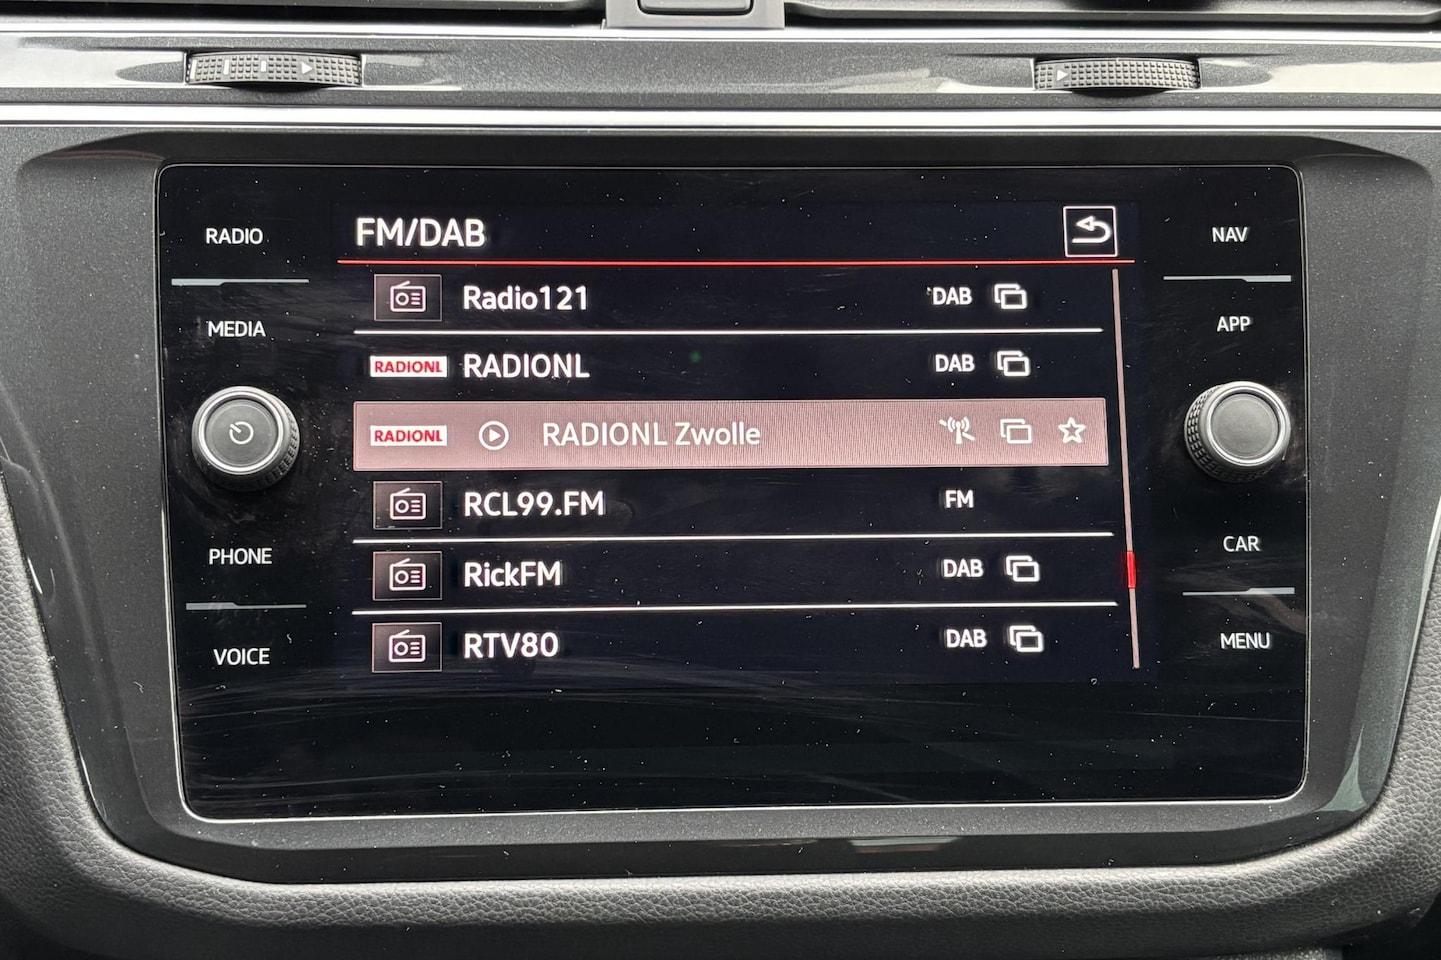 RADIO
MEDIA
PHONE
VOICE
FM/DAB
Radio121 DAB
RADIONL RADIONL DAB
RADIONL RADIONL Zwolle
RCL99.FM FM
RickFM DAB
RTV80 DAB
NAV
APP
CAR
MENU